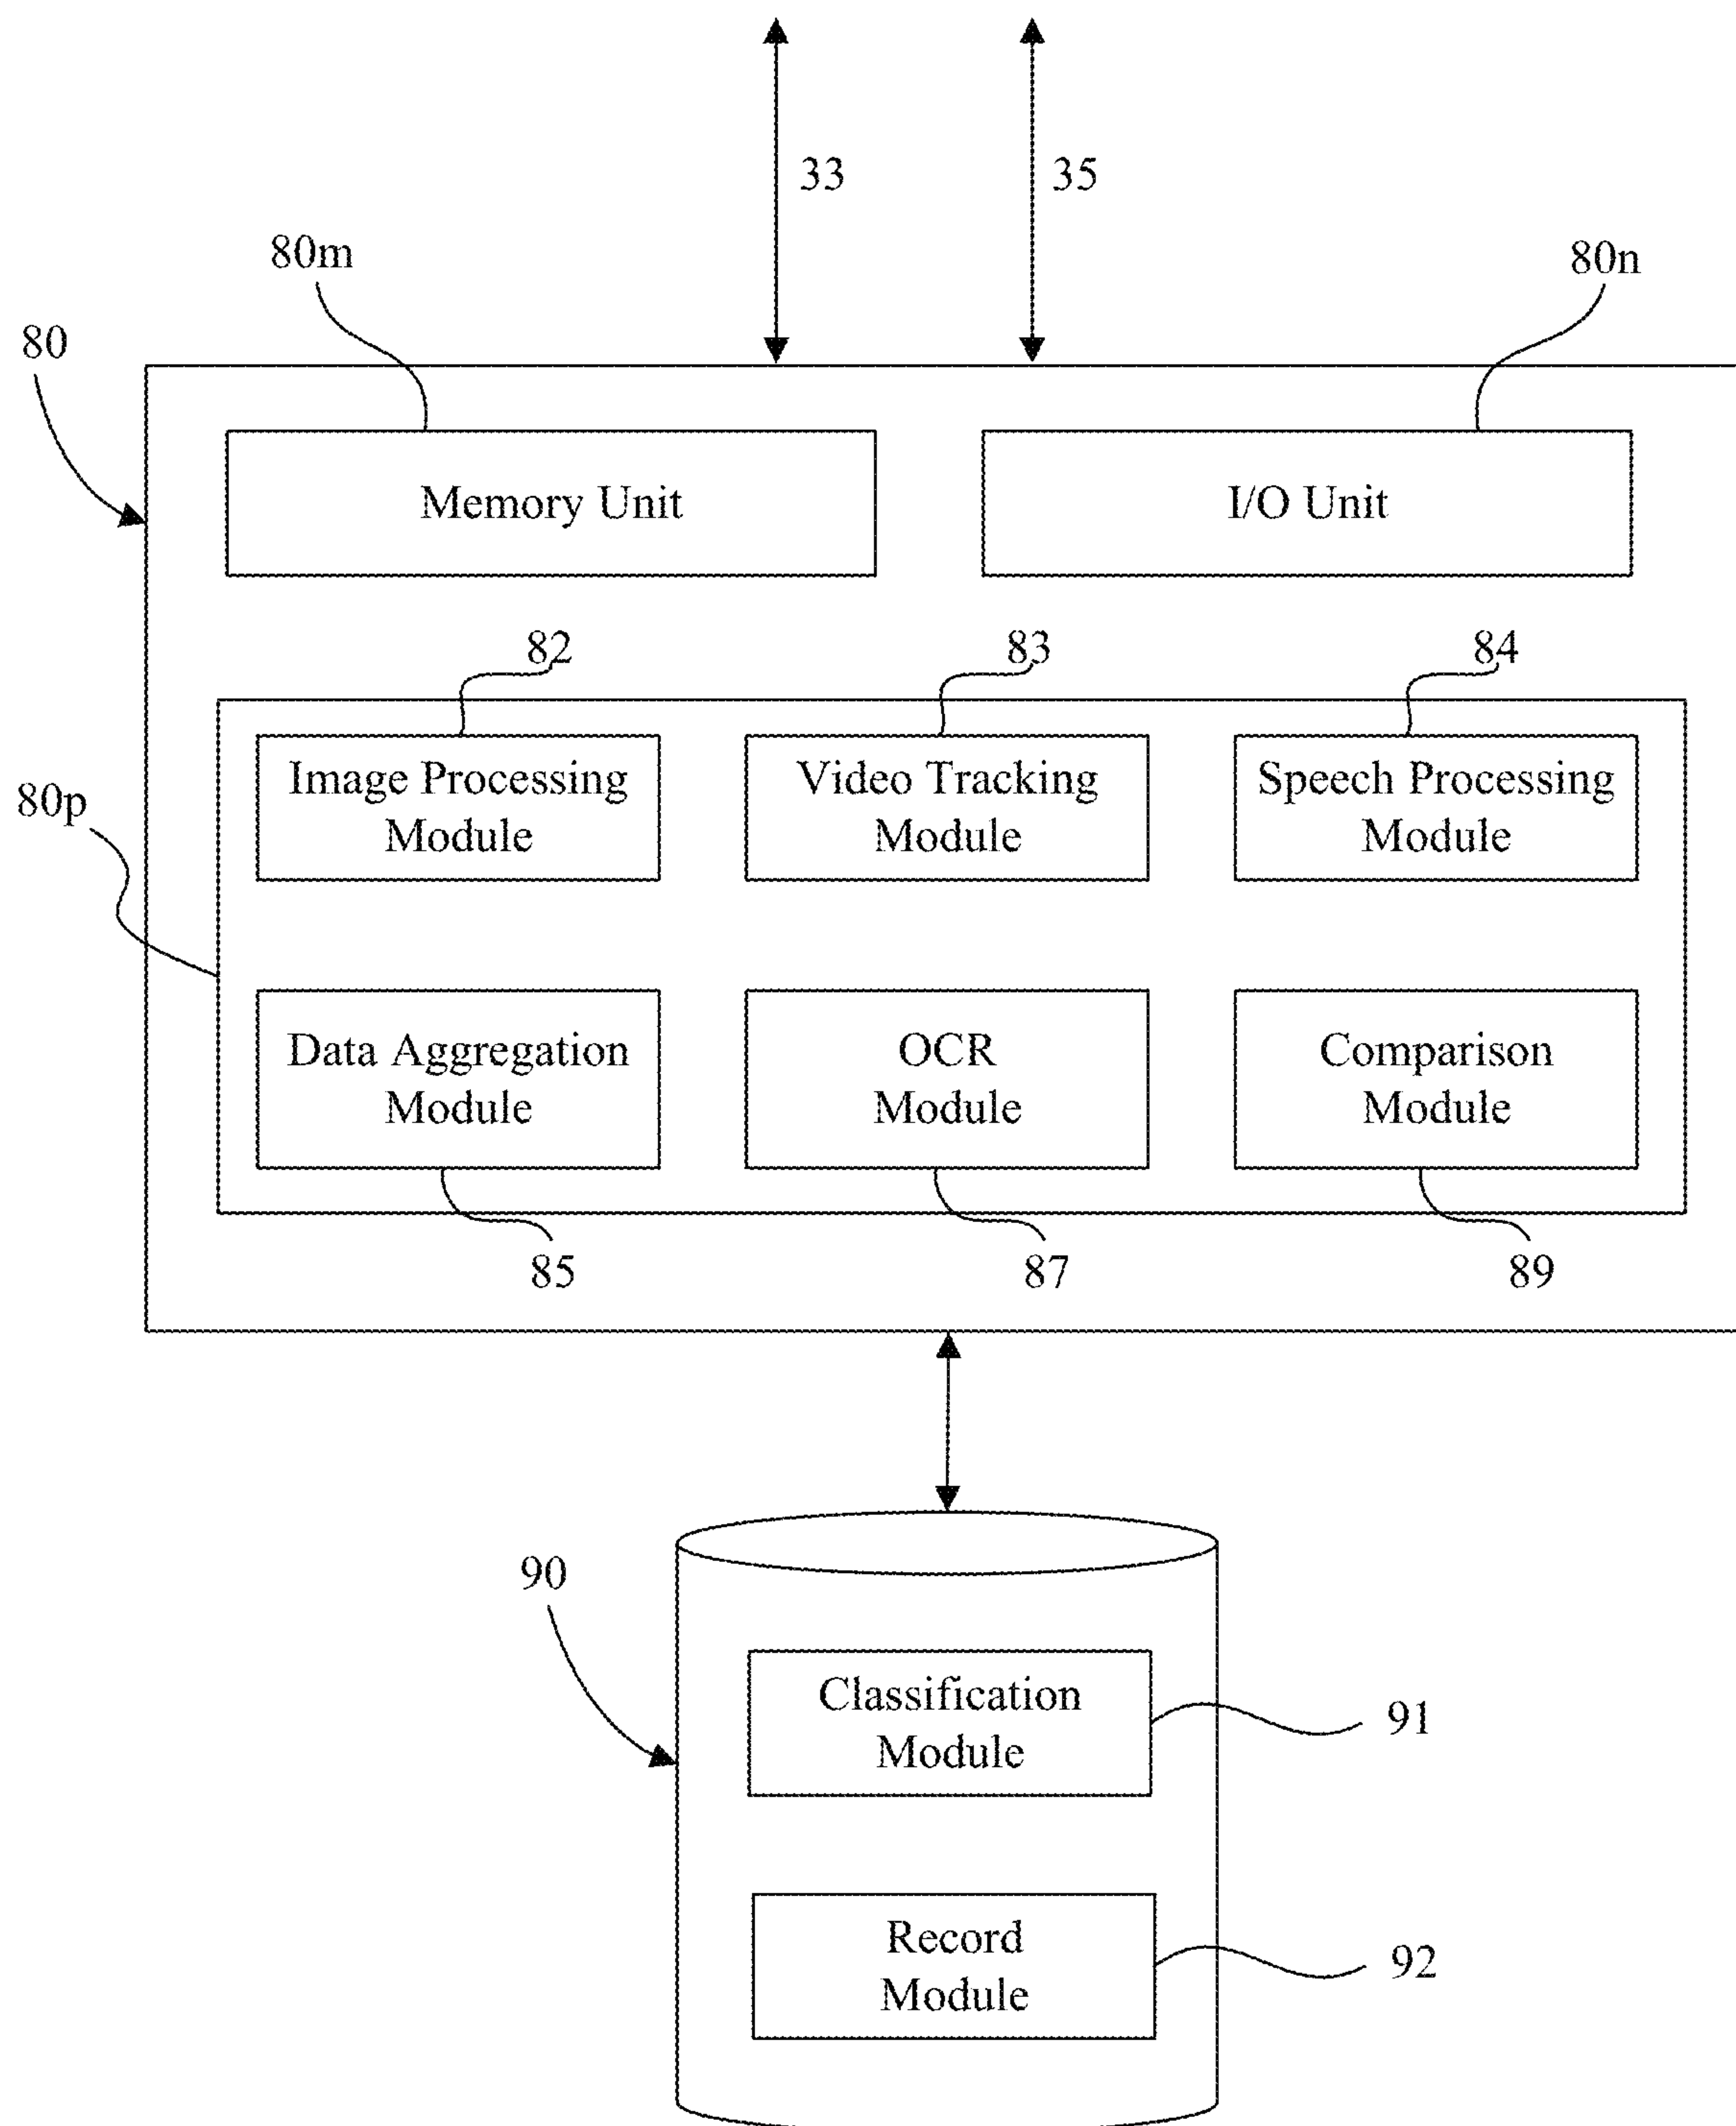 33
35
80m
80n
80
Memory Unit
I/O Unit
82
83
84
80p
Image Processing
Module
Video Tracking
Module
Speech Processing
Module
Data Aggregation
Module
OCR
Module
Comparison
Module
85
87
89
90
Classification
Module
91
Record
Module
92